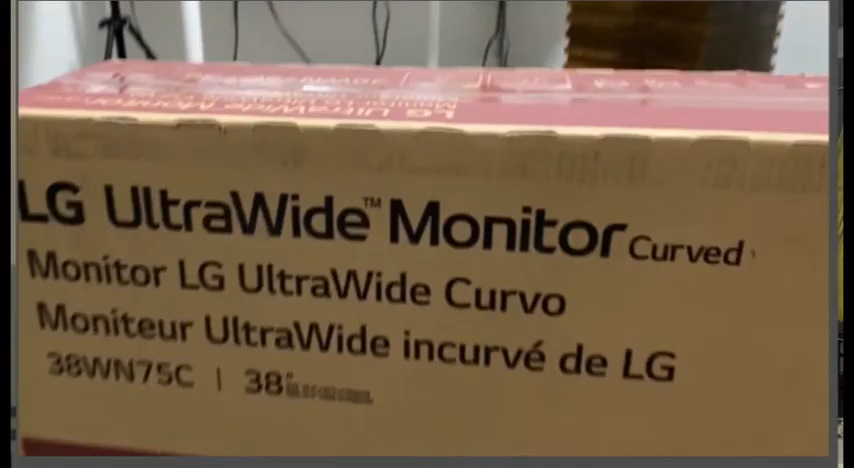 LG UltraWide™ Monitor Curved
Monitor LG UltraWide Curvo
Moniteur UltraWide incurvé de LG
38WN75C | 38